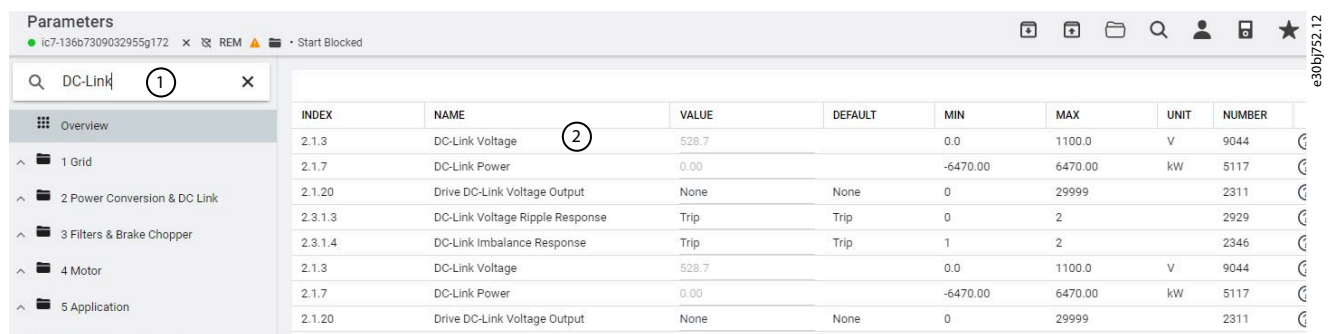 Parameters
ic7-136b7309032955g172 REM • Start Blocked
e30bj752.12
DC-Link 1
Overview
1 Grid
2 Power Conversion & DC Link
3 Filters & Brake Chopper
4 Motor
5 Application
INDEX NAME VALUE DEFAULT MIN MAX UNIT NUMBER
2
2.1.3 DC-Link Voltage 528.7 0.0 1100.0 V 9044
2.1.7 DC-Link Power 0.00 -6470.00 6470.00 kW 5117
2.1.20 Drive DC-Link Voltage Output None None 0 29999 2311
2.3.1.3 DC-Link Voltage Ripple Response Trip Trip 0 2 2929
2.3.1.4 DC-Link Imbalance Response Trip Trip 1 2 2346
2.1.3 DC-Link Voltage 528.7 0.0 1100.0 V 9044
2.1.7 DC-Link Power 0.00 -6470.00 6470.00 kW 5117
2.1.20 Drive DC-Link Voltage Output None None 0 29999 2311